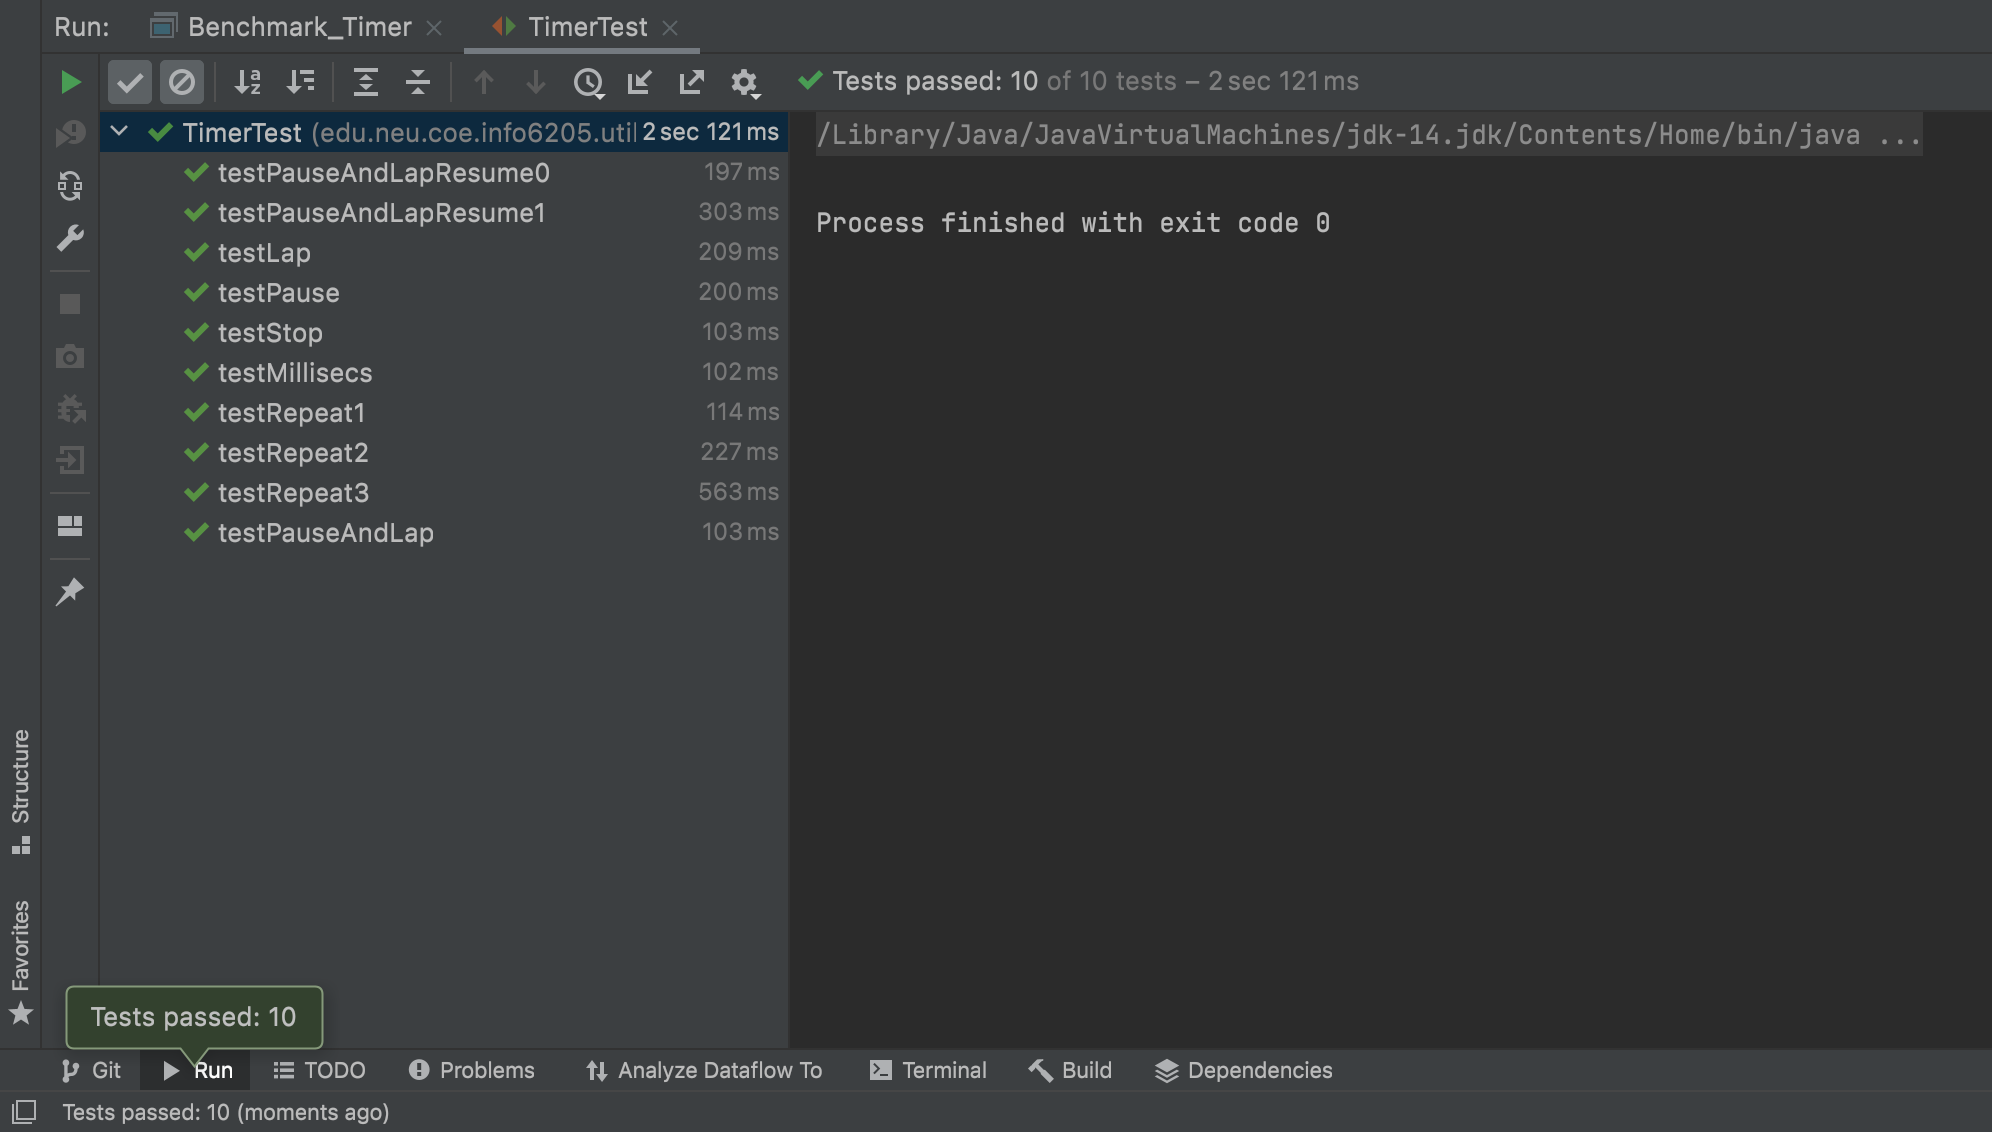 Run: Benchmark_Timer TimerTest
Tests passed: 10 of 10 tests – 2 sec 121 ms
TimerTest (edu.neu.coe.info6205.util 2 sec 121 ms
testPauseAndLapResume0 197 ms
testPauseAndLapResume1 303 ms
testLap 209 ms
testPause 200 ms
testStop 103 ms
testMillisecs 102 ms
testRepeat1 114 ms
testRepeat2 227 ms
testRepeat3 563 ms
testPauseAndLap 103 ms
/Library/Java/JavaVirtualMachines/jdk-14.jdk/Contents/Home/bin/java ...
Process finished with exit code 0
Structure
Favorites
Tests passed: 10
Git Run TODO Problems Analyze Dataflow To Terminal Build Dependencies
Tests passed: 10 (moments ago)